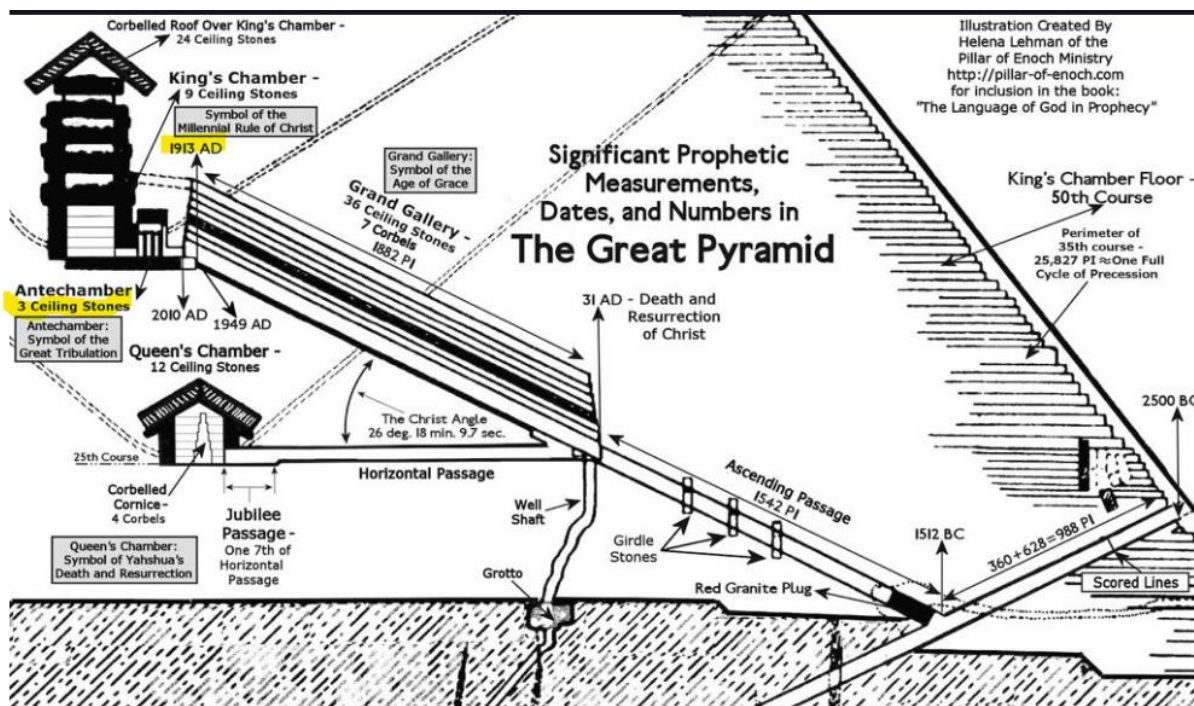 Corbelled Roof Over King's Chamber -
24 Ceiling Stones
King's Chamber -
9 Ceiling Stones
Symbol of the
Millennial Rule of Christ
1913 AD
Grand Gallery:
Symbol of the
Age of Grace
Grand Gallery -
36 Ceiling Stones
7 Corbels
1882 PI
Illustration Created By
Helena Lehman of the
Pillar of Enoch Ministry
http://pillar-of-enoch.com
for inclusion in the book:
"The Language of God in Prophecy"
Significant Prophetic
Measurements,
Dates, and Numbers in
The Great Pyramid
King's Chamber Floor -
50th Course
Perimeter of
35th course -
25,827 PI ≈One Full
Cycle of Precession
Antechamber
3 Ceiling Stones
Antechamber:
Symbol of the
Great Tribulation
2010 AD
1949 AD
31 AD - Death and
Resurrection
of Christ
Queen's Chamber -
12 Ceiling Stones
The Christ Angle
26 deg. 18 min. 9.7 sec.
2500 BC
25th Course
Horizontal Passage
Corbelled
Cornice -
4 Corbels
Jubilee
Passage -
One 7th of
Horizontal
Passage
Queen's Chamber:
Symbol of Yahshua's
Death and Resurrection
Well
Shaft
Grotto
Ascending Passage
1542 PI
Girdle
Stones
Red Granite Plug
1512 BC
360+628=988 PI
Scored Lines